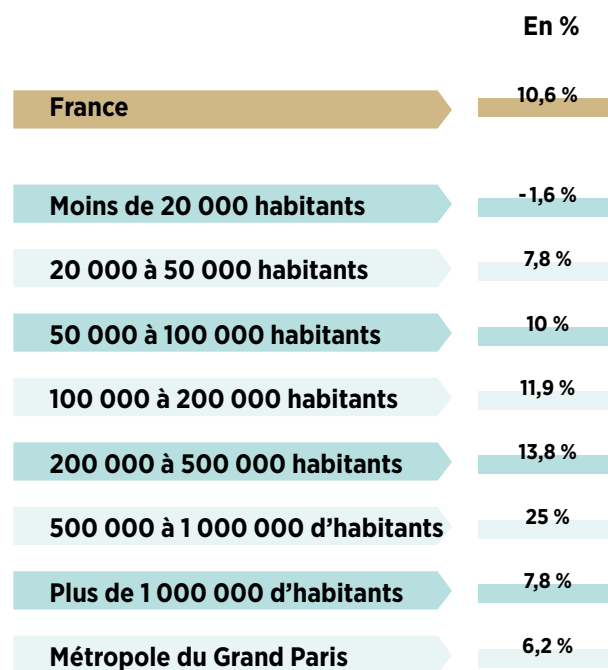 En %
France 10,6 %
Moins de 20 000 habitants -1,6 %
20 000 à 50 000 habitants 7,8 %
50 000 à 100 000 habitants 10 %
100 000 à 200 000 habitants 11,9 %
200 000 à 500 000 habitants 13,8 %
500 000 à 1 000 000 d’habitants 25 %
Plus de 1 000 000 d’habitants 7,8 %
Métropole du Grand Paris 6,2 %